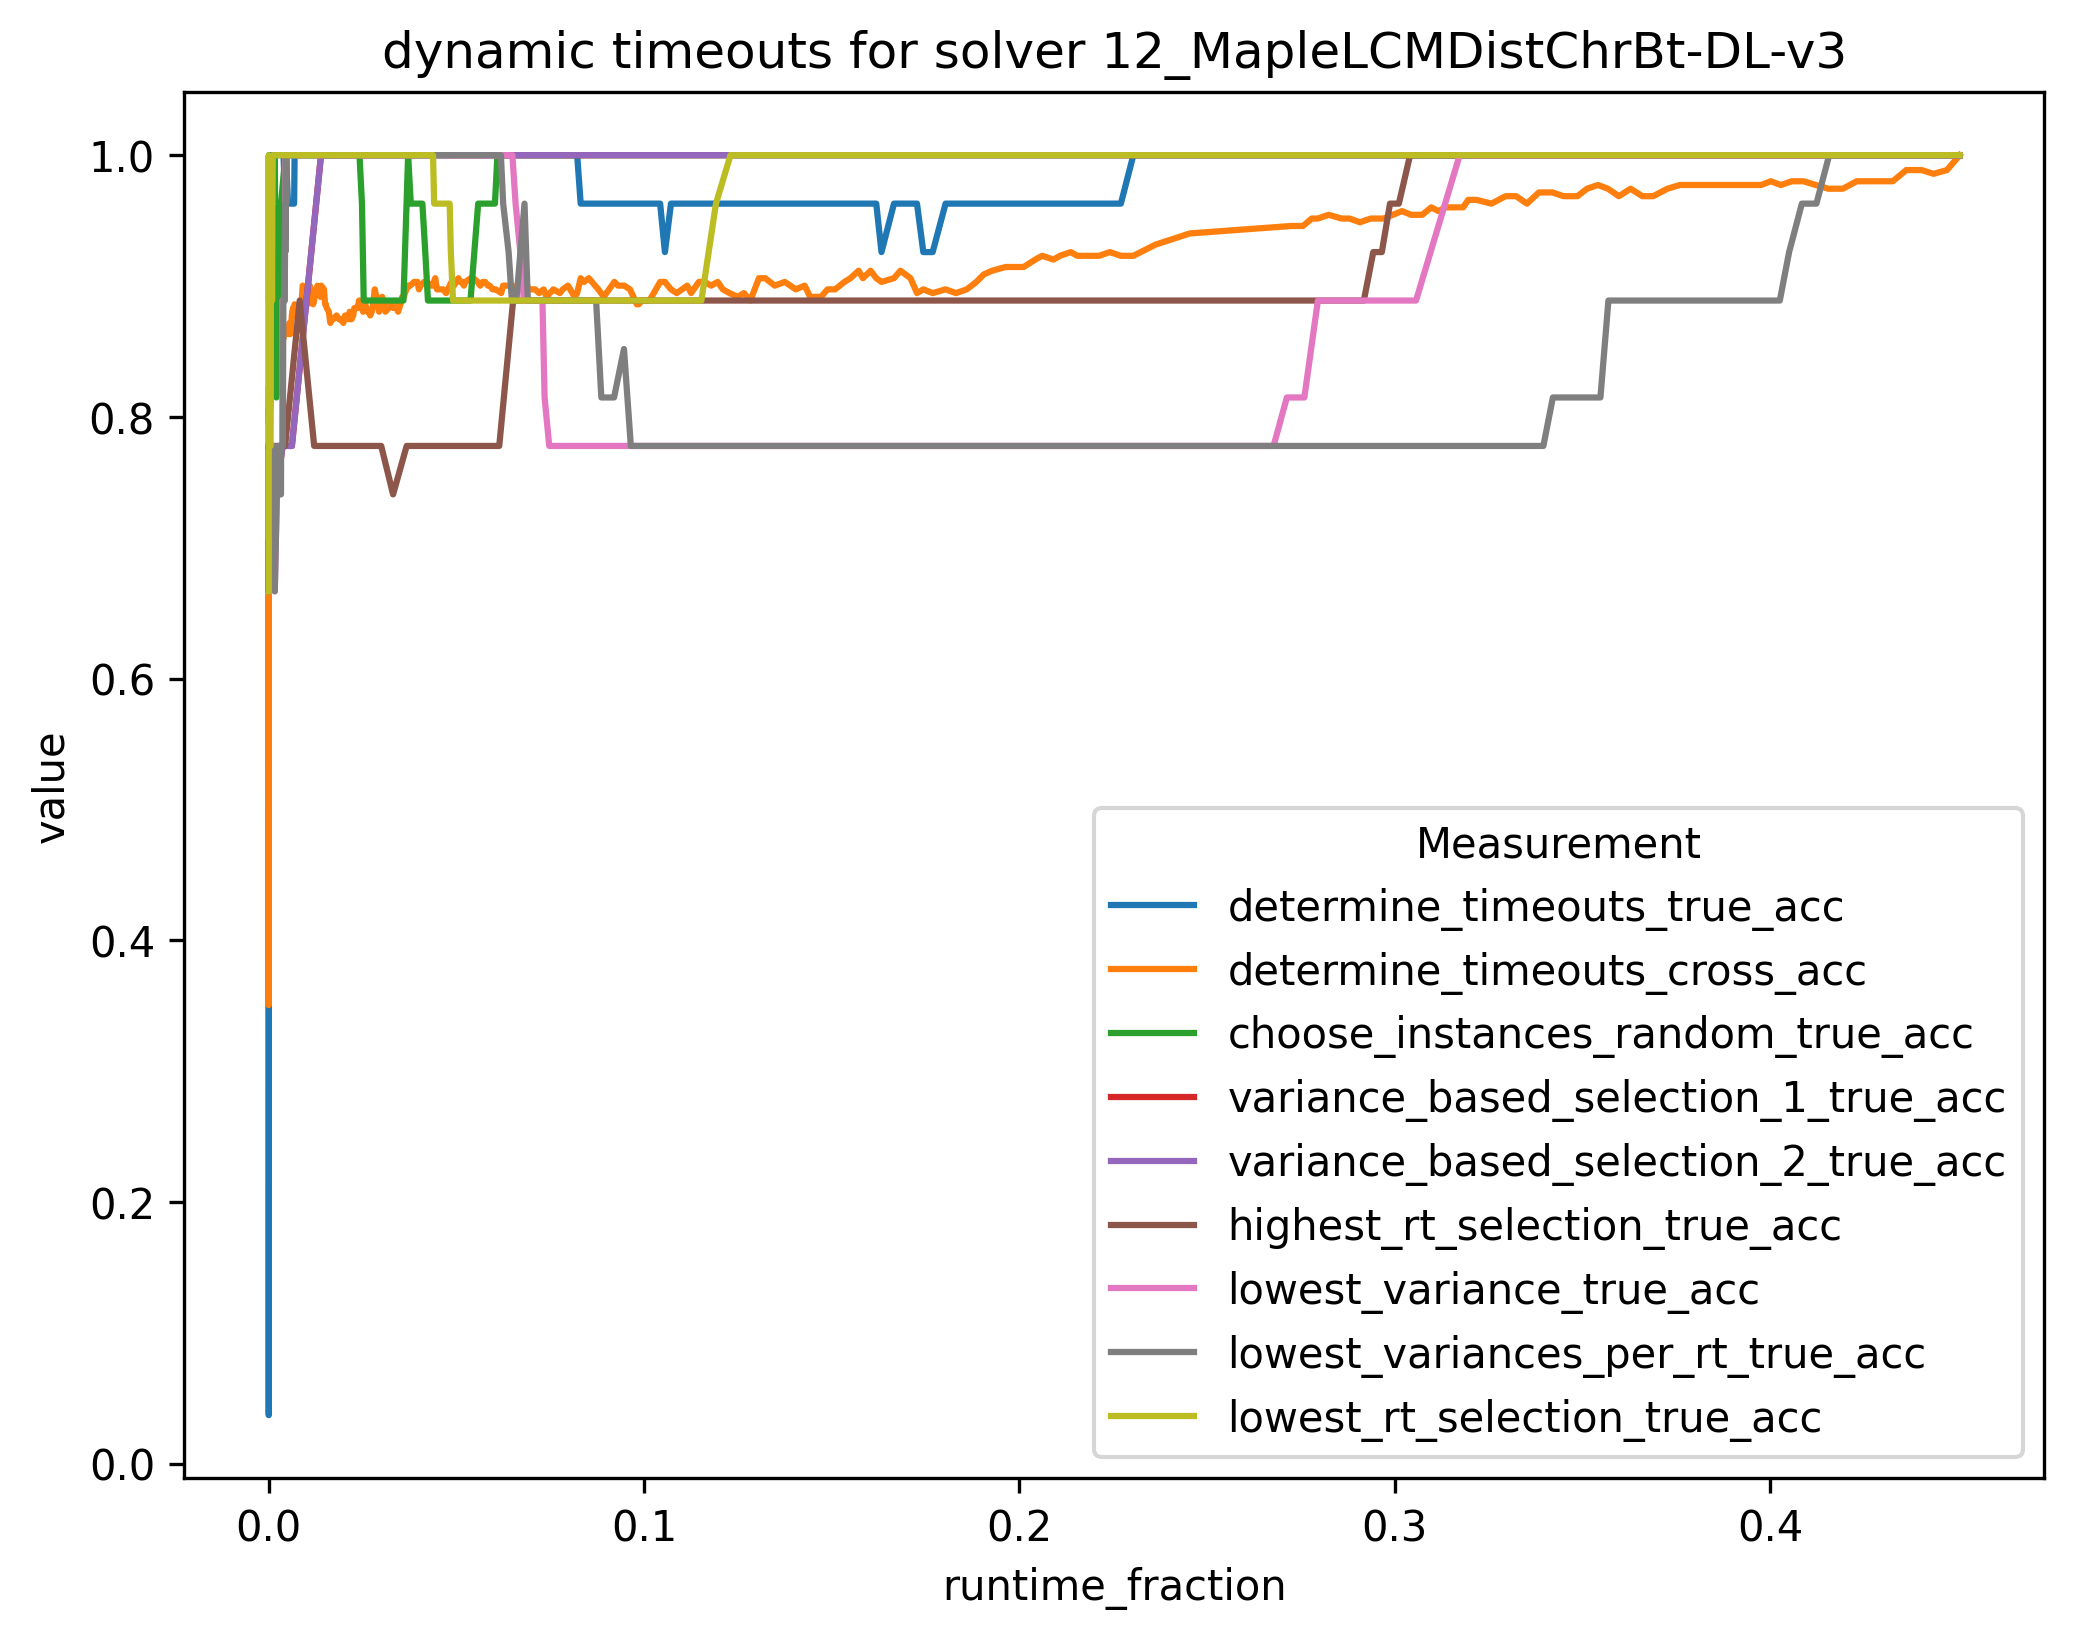 dynamic timeouts for solver 12_MapleLCMDistChrBt-DL-v3
1.0
0.8
0.6
0.4
0.2
0.0
value
0.0 0.1 0.2 0.3 0.4
runtime_fraction
Measurement
determine_timeouts_true_acc
determine_timeouts_cross_acc
choose_instances_random_true_acc
variance_based_selection_1_true_acc
variance_based_selection_2_true_acc
highest_rt_selection_true_acc
lowest_variance_true_acc
lowest_variances_per_rt_true_acc
lowest_rt_selection_true_acc